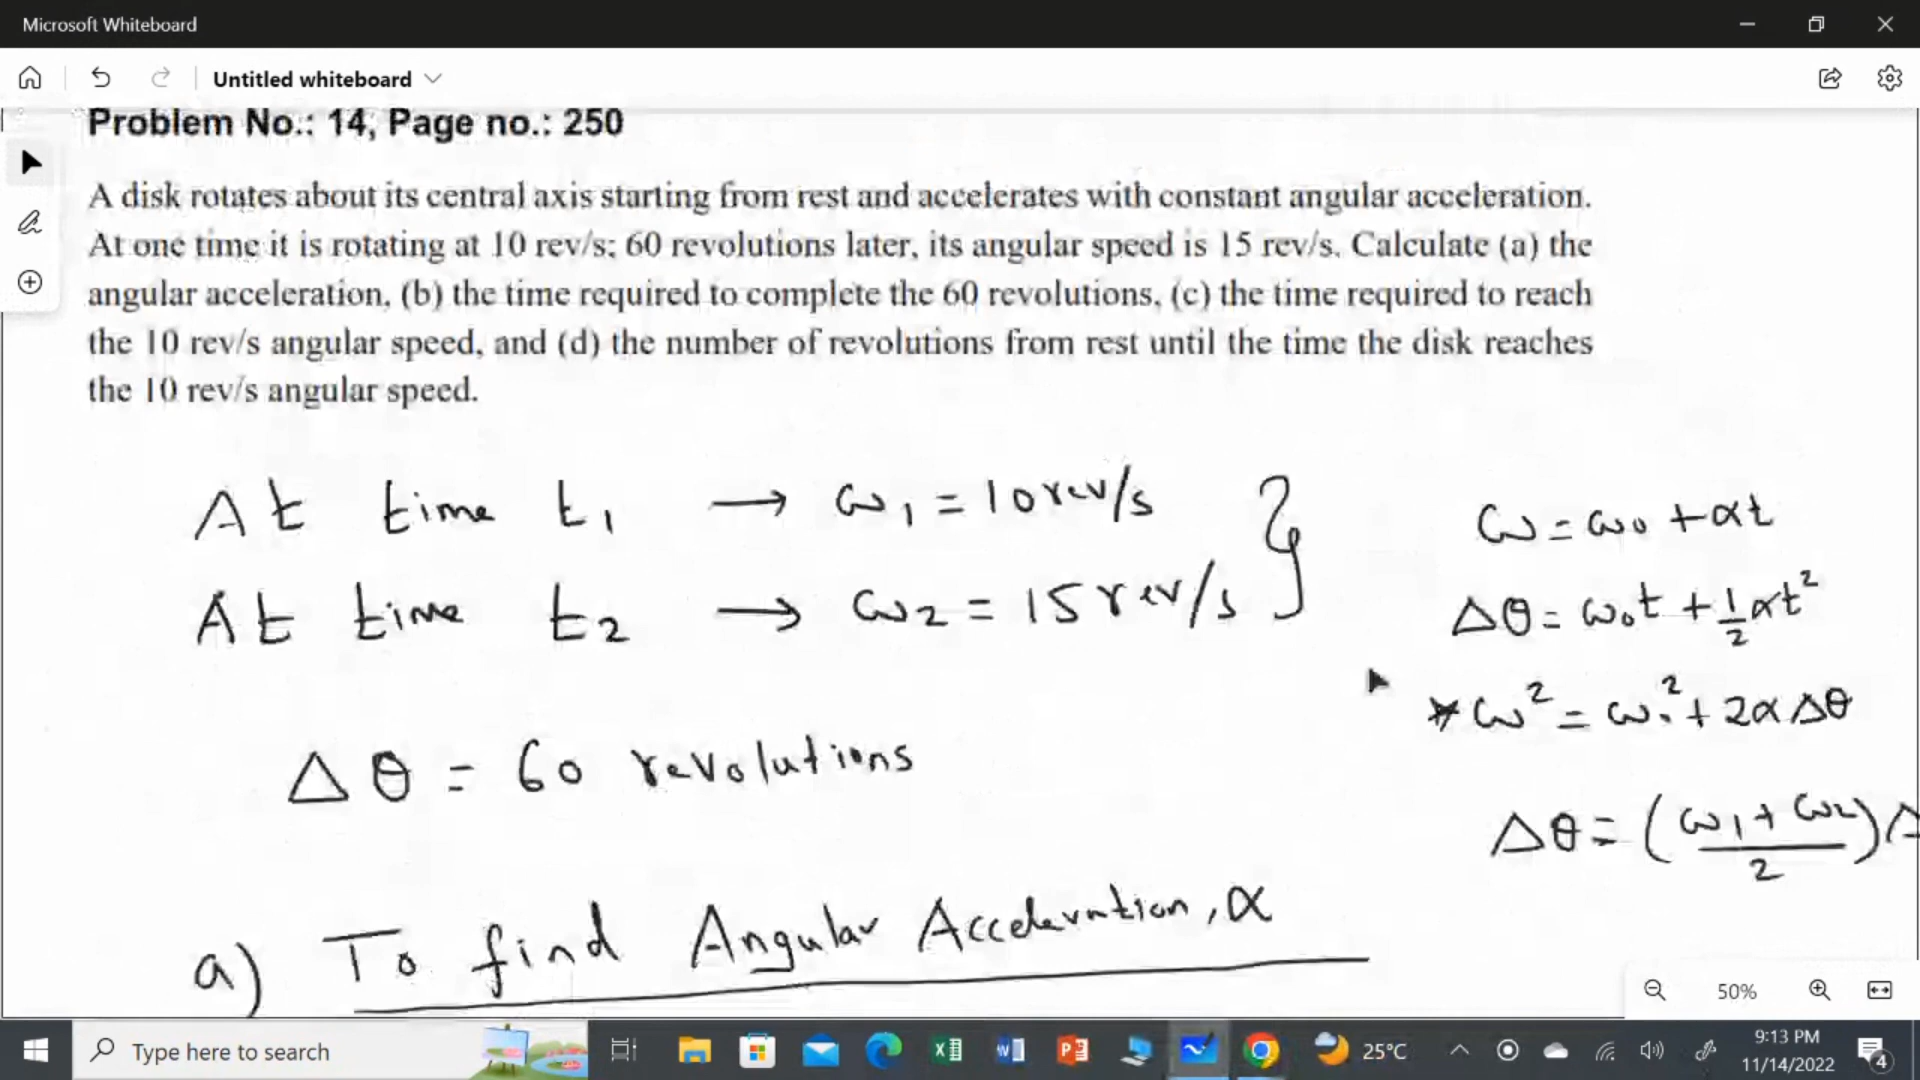 Microsoft Whiteboard
Untitled whiteboard
Problem No.: 14, Page no.: 250
A disk rotates about its central axis starting from rest and accelerates with constant angular acceleration.
At one time it is rotating at 10 rev/s; 60 revolutions later, its angular speed is 15 rev/s. Calculate (a) the
angular acceleration, (b) the time required to complete the 60 revolutions, (c) the time required to reach
the 10 rev/s angular speed, and (d) the number of revolutions from rest until the time the disk reaches
the 10 rev/s angular speed.
At time t₁ → ω₁ = 10 rev/s
At time t₂ → ω₂ = 15 rev/s
Δθ = 60 revolutions
ω = ω₀ + αt
Δθ = ω₀t + ½αt²
* ω² = ω₀² + 2αΔθ
Δθ = (ω₁ + ω₂ / 2) Δ
a) To find Angular Acceleration, α
50%
Type here to search
25°C
9:13 PM
11/14/2022
4